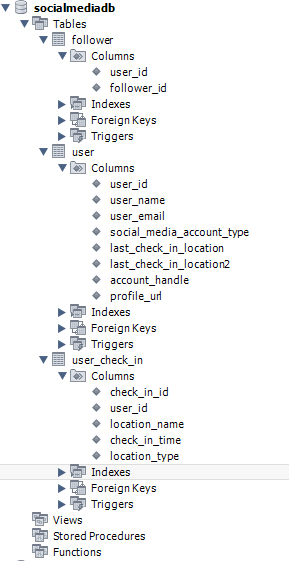 socialmediadb
Tables
follower
Columns
user_id
follower_id
Indexes
Foreign Keys
Triggers
user
Columns
user_id
user_name
user_email
social_media_account_type
last_check_in_location
last_check_in_location2
account_handle
profile_url
Indexes
Foreign Keys
Triggers
user_check_in
Columns
check_in_id
user_id
location_name
check_in_time
location_type
Indexes
Foreign Keys
Triggers
Views
Stored Procedures
Functions